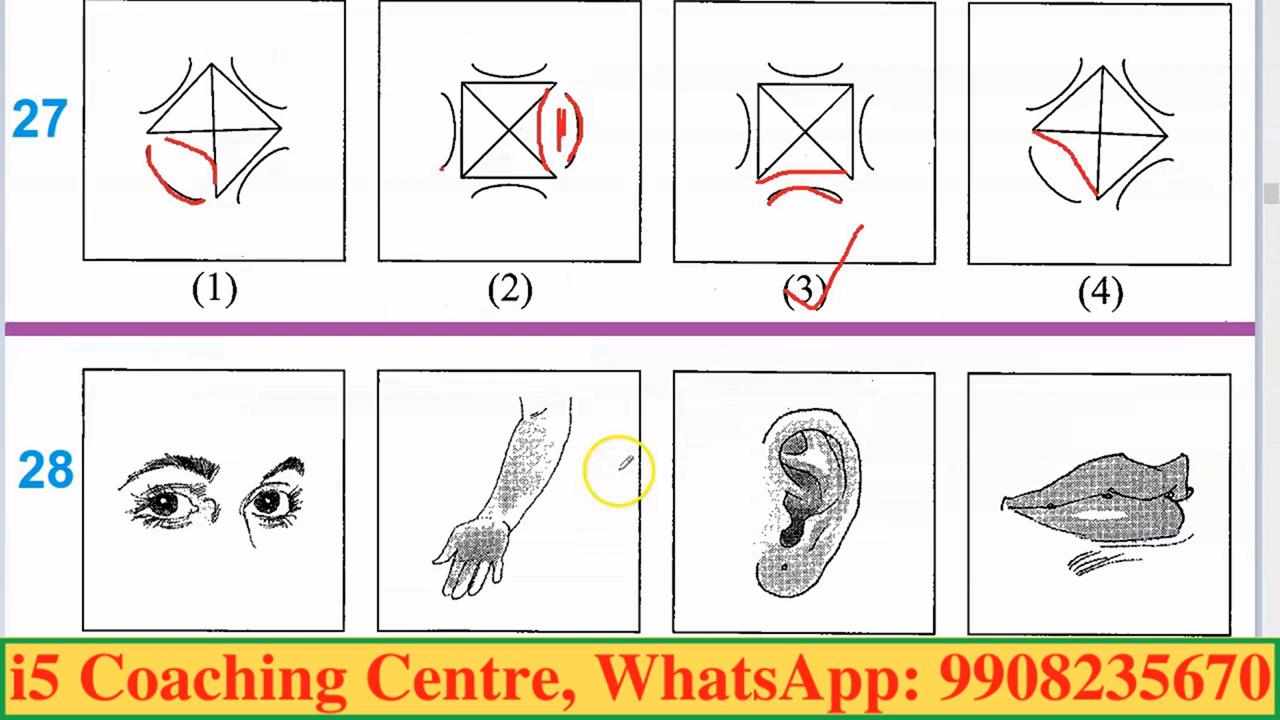 27
(1) (2) (3) (4)
28
i5 Coaching Centre, WhatsApp: 9908235670